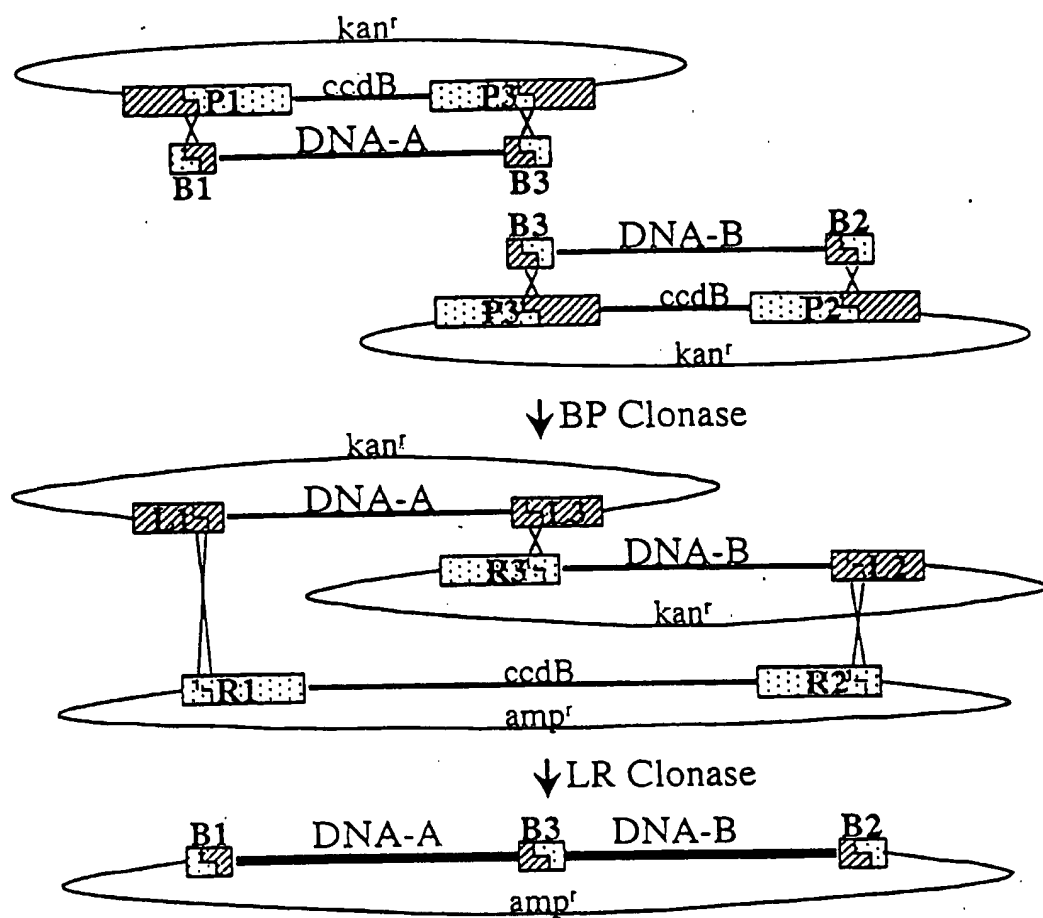 kanʳ
P1 ccdB P3
DNA-A
B1 B3
B3 DNA-B B2
P3 ccdB P2
kanʳ
BP Clonase
kanʳ
L1 DNA-A L3
R3 DNA-B L2
kanʳ
R1 ccdB R2
ampʳ
LR Clonase
B1 DNA-A B3 DNA-B B2
ampʳ